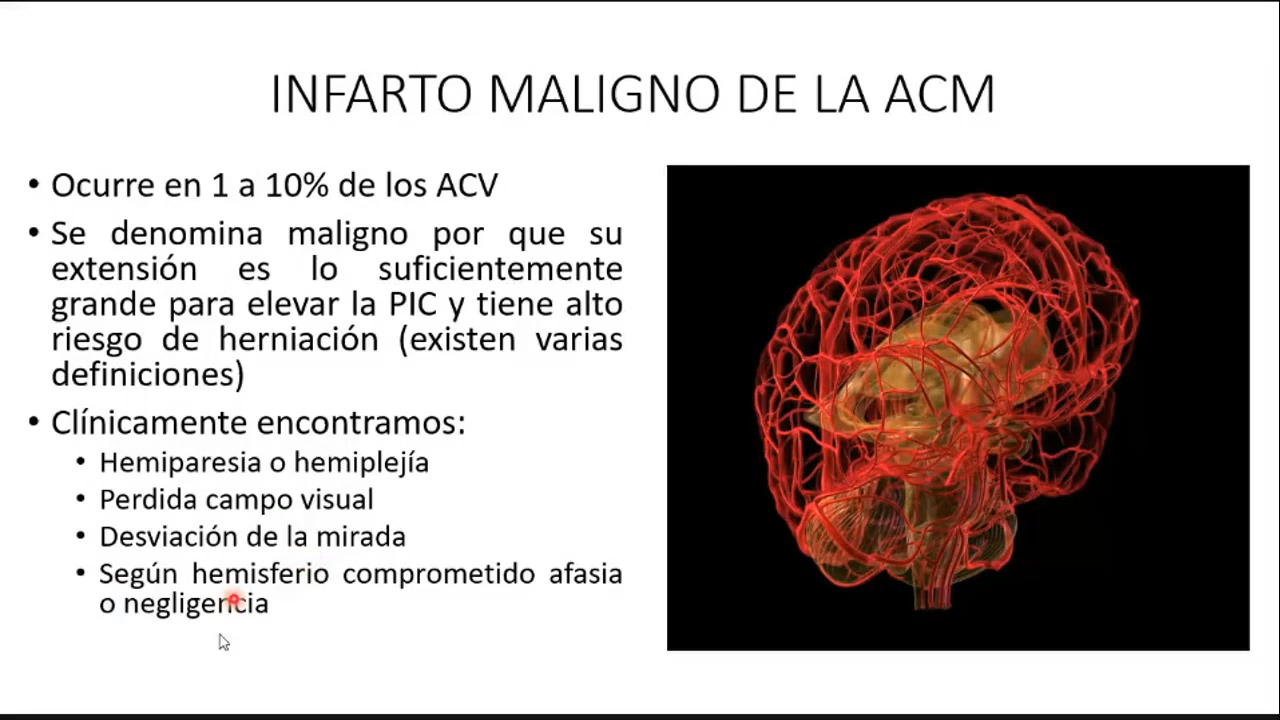 INFARTO MALIGNO DE LA ACM
• Ocurre en 1 a 10% de los ACV
• Se denomina maligno por que su
extensión es lo suficientemente
grande para elevar la PIC y tiene alto
riesgo de herniación (existen varias
definiciones)
• Clínicamente encontramos:
• Hemiparesia o hemiplejía
• Perdida campo visual
• Desviación de la mirada
• Según hemisferio comprometido afasia
o negligencia